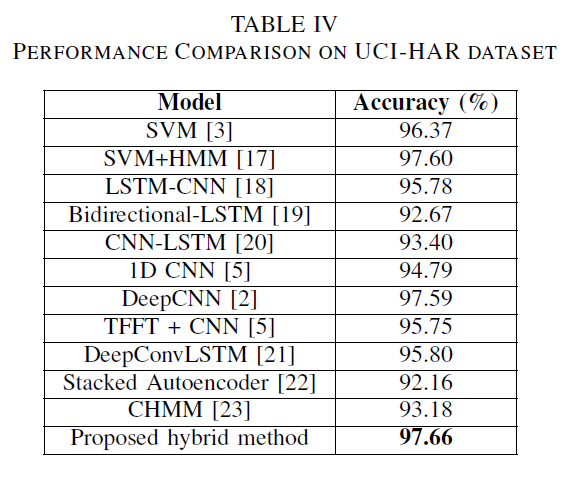 TABLE IV
PERFORMANCE COMPARISON ON UCI-HAR DATASET
Model Accuracy (%)
SVM [3] 96.37
SVM+HMM [17] 97.60
LSTM-CNN [18] 95.78
Bidirectional-LSTM [19] 92.67
CNN-LSTM [20] 93.40
1D CNN [5] 94.79
DeepCNN [2] 97.59
TFFT + CNN [5] 95.75
DeepConvLSTM [21] 95.80
Stacked Autoencoder [22] 92.16
CHMM [23] 93.18
Proposed hybrid method 97.66